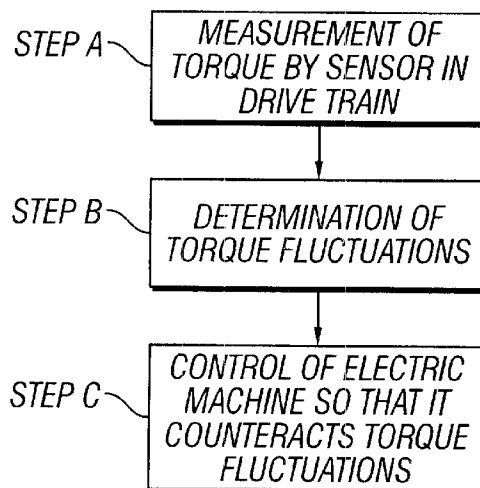 STEP A
MEASUREMENT OF
TORQUE BY SENSOR IN
DRIVE TRAIN
STEP B
DETERMINATION OF
TORQUE FLUCTUATIONS
STEP C
CONTROL OF ELECTRIC
MACHINE SO THAT IT
COUNTERACTS TORQUE
FLUCTUATIONS